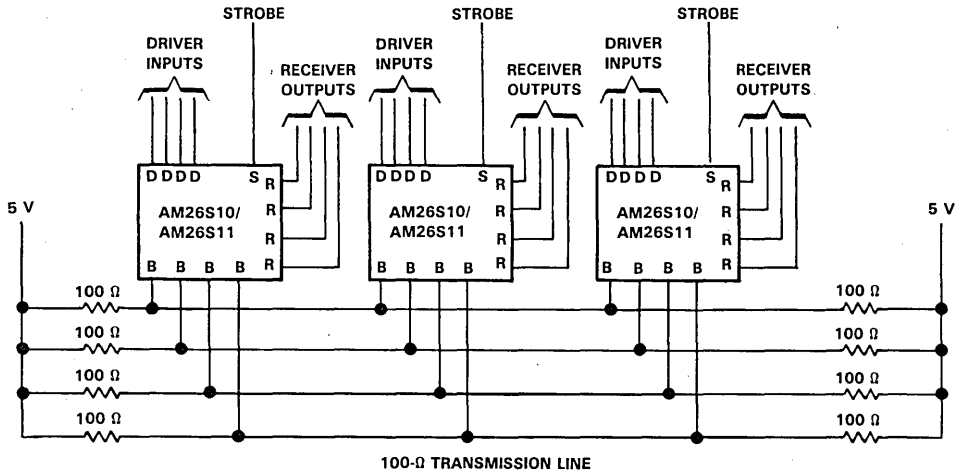 STROBE STROBE STROBE
DRIVER INPUTS DRIVER INPUTS DRIVER INPUTS
RECEIVER OUTPUTS RECEIVER OUTPUTS RECEIVER OUTPUTS
D D D D S D D D D S D D D D S
R R R
AM26S10/ AM26S10/ AM26S10/
R R R
AM26S11 AM26S11 AM26S11
5 V 5 V
R R R
B B B B R B B B B R B B B B R
100 Ω 100 Ω
100 Ω 100 Ω
100 Ω 100 Ω
100 Ω 100 Ω
100-Ω TRANSMISSION LINE